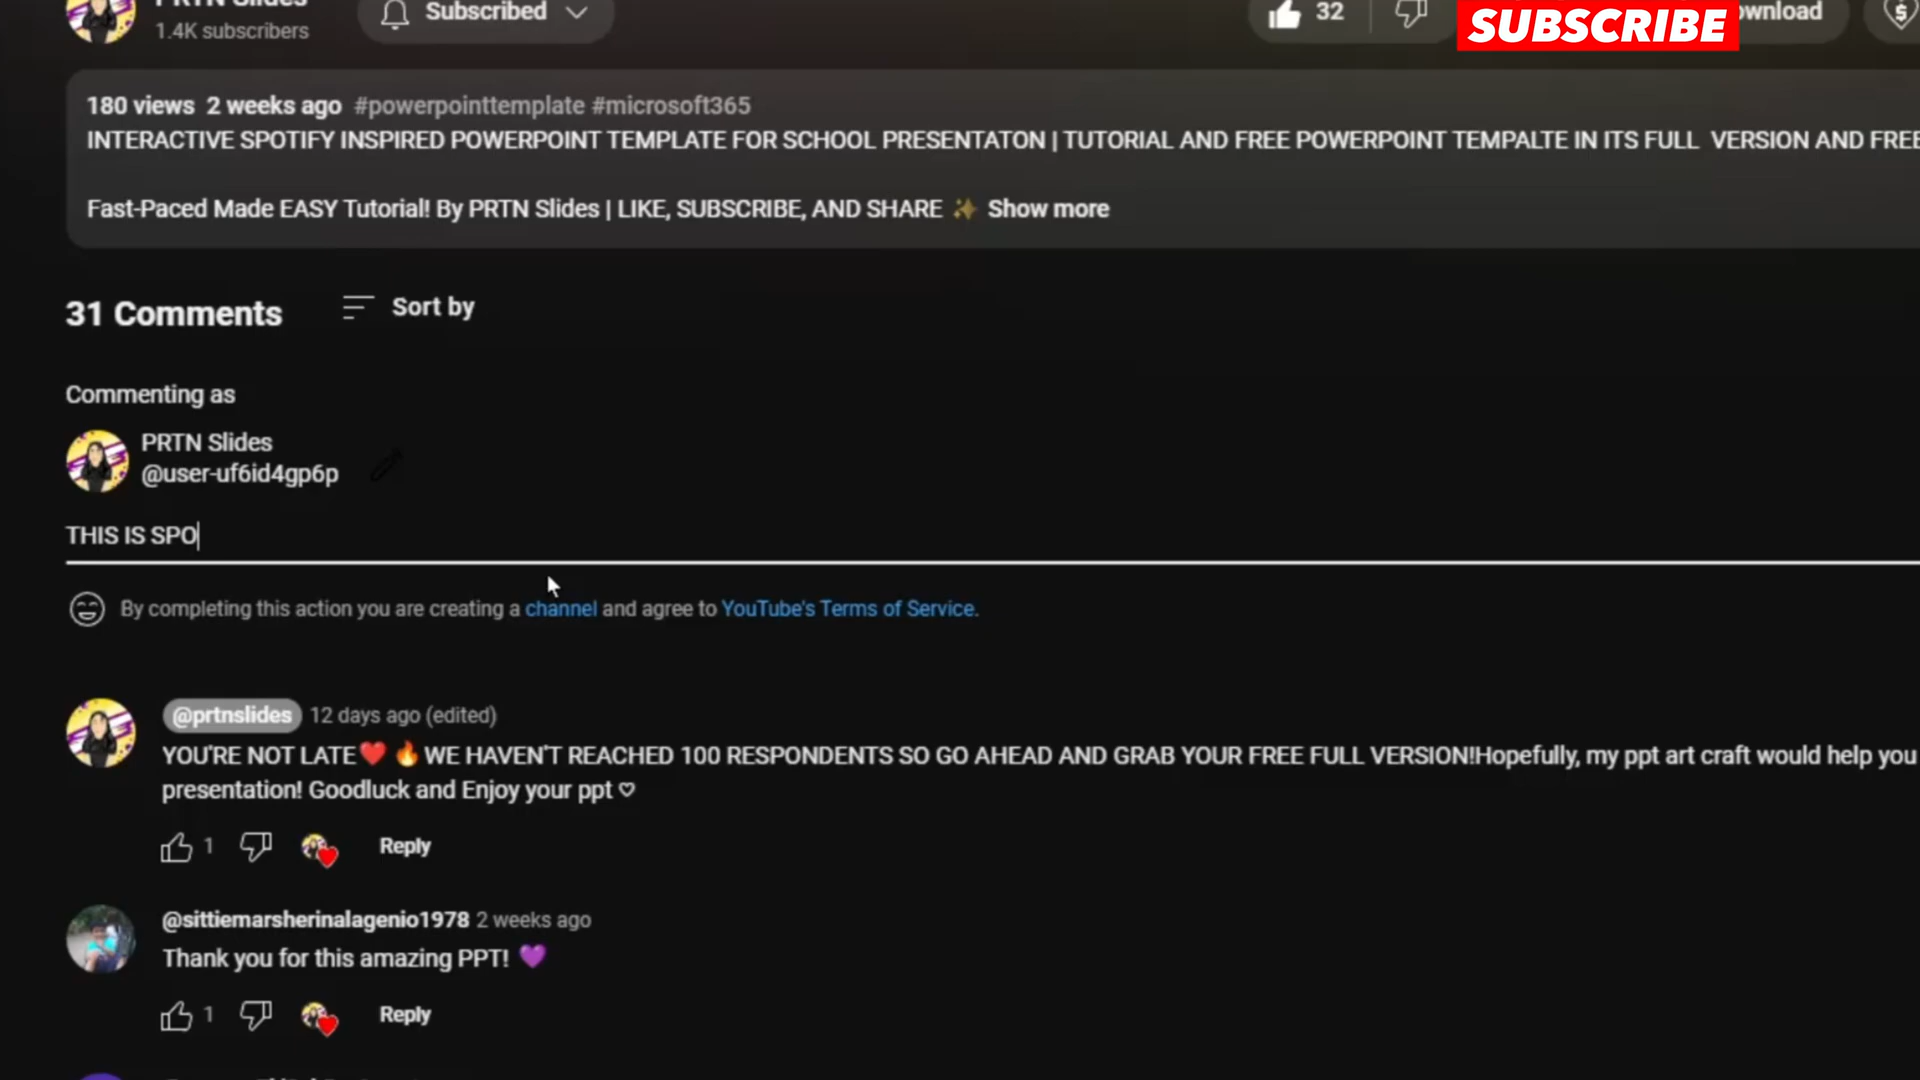 PRTN Slides
1.4K subscribers
Subscribed
32
SUBSCRIBE
180 views 2 weeks ago #powerpointtemplate #microsoft365
INTERACTIVE SPOTIFY INSPIRED POWERPOINT TEMPLATE FOR SCHOOL PRESENTATON | TUTORIAL AND FREE POWERPOINT TEMPALTE IN ITS FULL VERSION AND FREE
Fast-Paced Made EASY Tutorial! By PRTN Slides | LIKE, SUBSCRIBE, AND SHARE ✨ Show more
31 Comments
Sort by
Commenting as
PRTN Slides
@user-uf6id4gp6p
THIS IS SPO
By completing this action you are creating a channel and agree to YouTube's Terms of Service.
@prtnslides 12 days ago (edited)
YOU'RE NOT LATE❤️ 🔥WE HAVEN'T REACHED 100 RESPONDENTS SO GO AHEAD AND GRAB YOUR FREE FULL VERSION!Hopefully, my ppt art craft would help you
presentation! Goodluck and Enjoy your ppt ♡
1 Reply
@sittiemarsherinalagenio1978 2 weeks ago
Thank you for this amazing PPT! 💜
1 Reply